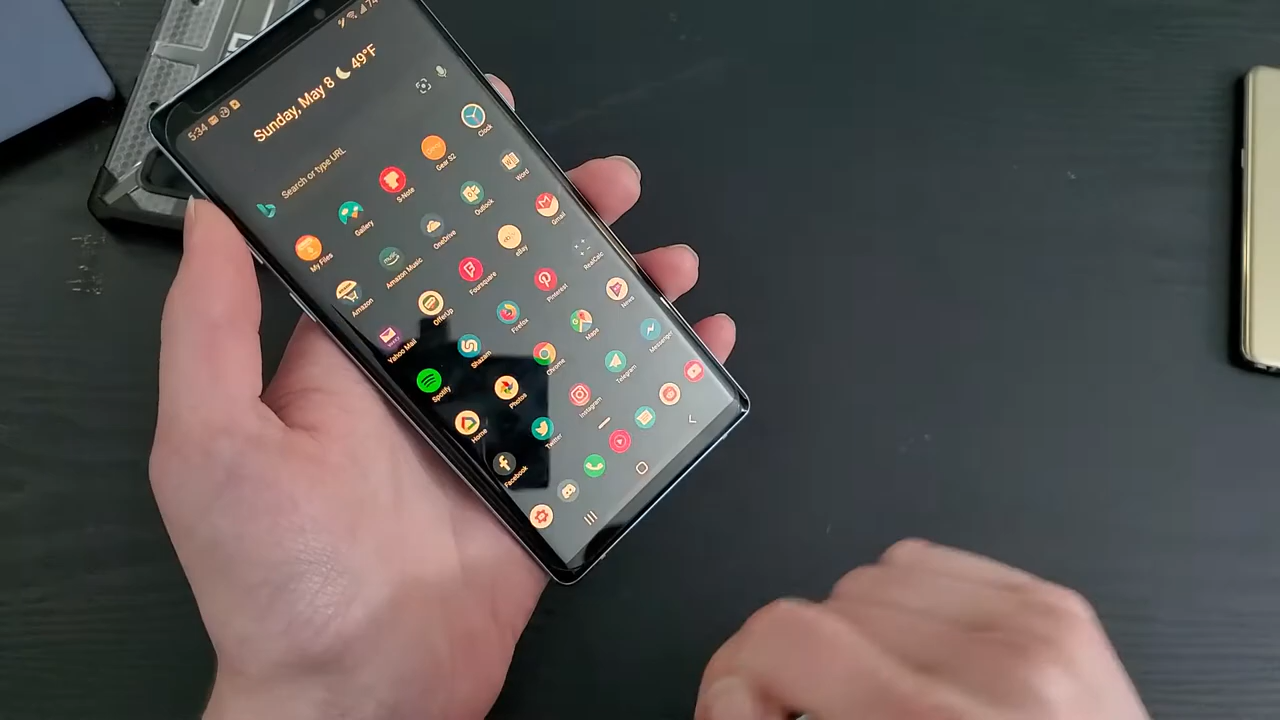 5:34
Sunday, May 8 49°F
Search or type URL
My Files
Gallery
S Note
Gear S2
Clock
Amazon
Amazon Music
OneDrive
Outlook
Word
Yahoo Mail
OfferUp
Foursquare
eBay
Gmail
Spotify
Shazam
Firefox
Pinterest
RealCalc
Home
Photos
Chrome
Maps
News
Facebook
Twitter
Instagram
Telegram
Messenger